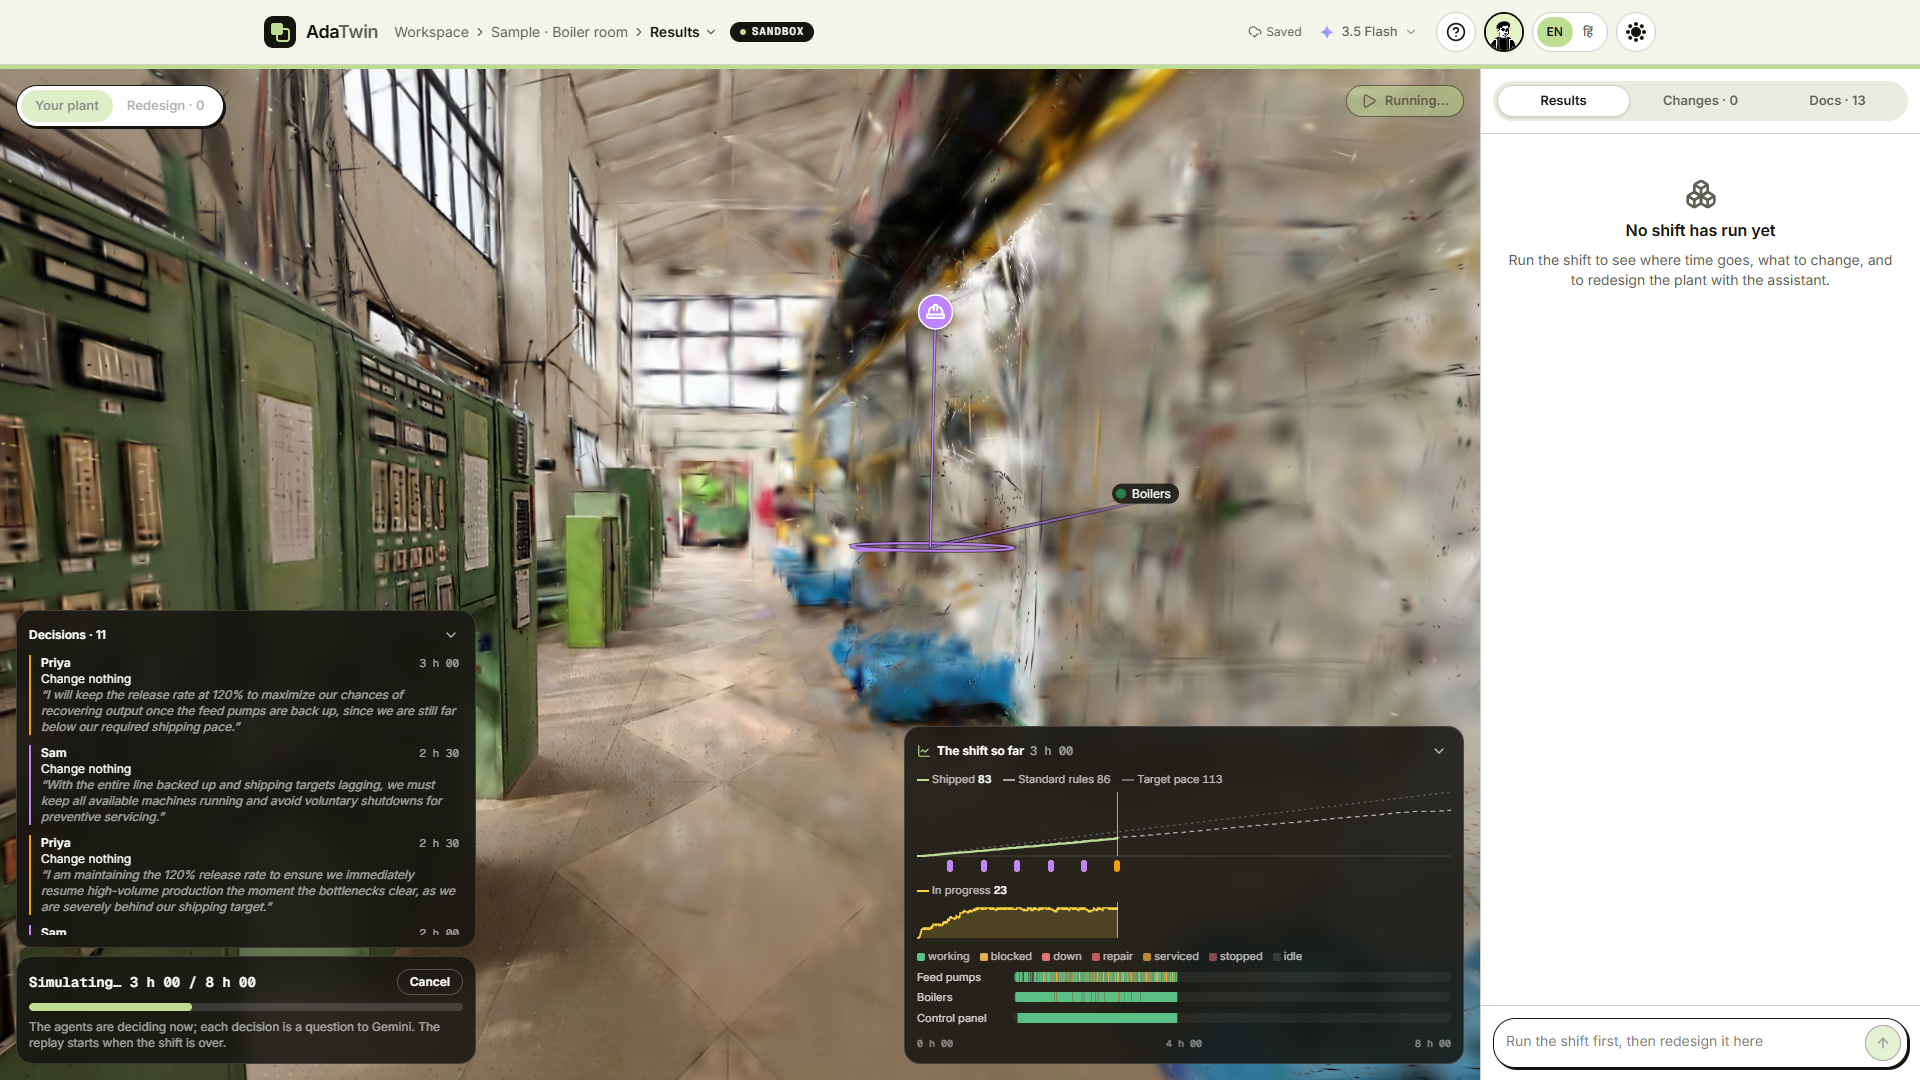 AdaTwin
Workspace > Sample · Boiler room > Results
SANDBOX
Saved
3.5 Flash
EN
हिं
Your plant
Redesign · 0
Running...
Results
Changes · 0
Docs · 13
No shift has run yet
Run the shift to see where time goes, what to change, and
to redesign the plant with the assistant.
Boilers
Decisions · 11
Priya 3 h 00
Change nothing
"I will keep the release rate at 120% to maximize our chances of
recovering output once the feed pumps are back up, since we are still far
below our required shipping pace."
Sam 2 h 30
Change nothing
"With the entire line backed up and shipping targets lagging, we must
keep all available machines running and avoid voluntary shutdowns for
preventive servicing."
Priya 2 h 30
Change nothing
"I am maintaining the 120% release rate to ensure we immediately
resume high-volume production the moment the bottlenecks clear, as we
are severely behind our shipping target."
Sam 2 h 00
Simulating… 3 h 00 / 8 h 00
Cancel
The agents are deciding now; each decision is a question to Gemini. The
replay starts when the shift is over.
The shift so far 3 h 00
Shipped 83 Standard rules 86 Target pace 113
In progress 23
working blocked down repair serviced stopped idle
Feed pumps
Boilers
Control panel
0 h 00 4 h 00 8 h 00
Run the shift first, then redesign it here